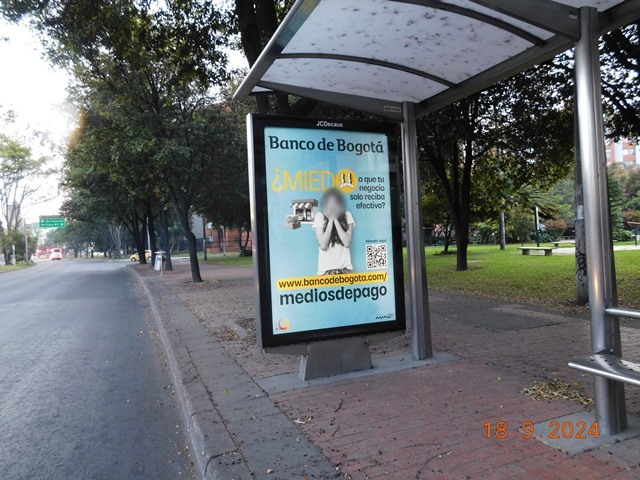 JCDecaux
Banco de Bogotá
¿MIEDO a que tu
negocio
solo reciba
efectivo?
www.bancodebogota.com/
mediosdepago
18 9 2024